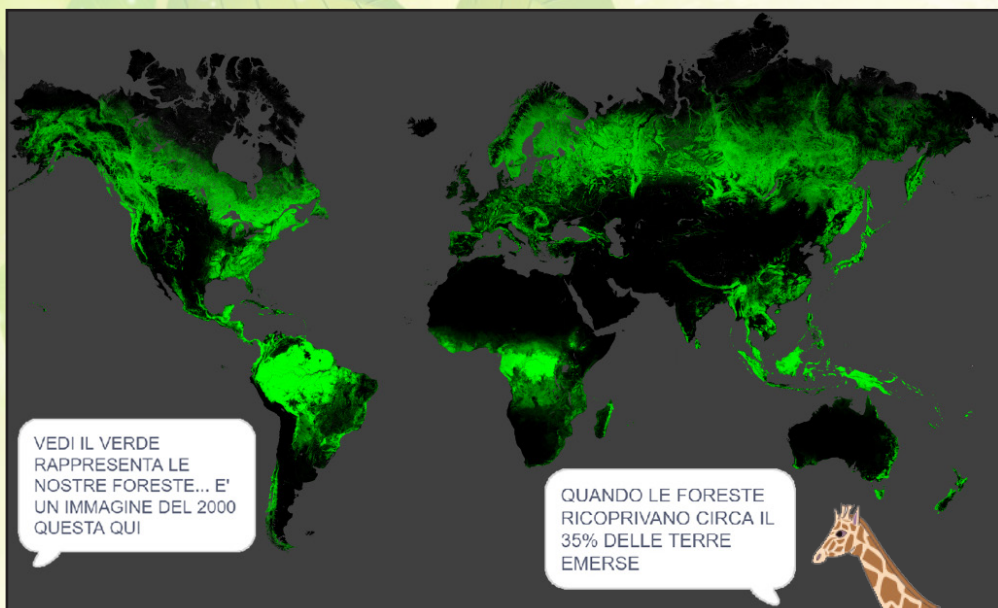 VEDI IL VERDE
RAPPRESENTA LE
NOSTRE FORESTE... E'
UN IMMAGINE DEL 2000
QUESTA QUI
QUANDO LE FORESTE
RICOPRIVANO CIRCA IL
35% DELLE TERRE
EMERSE